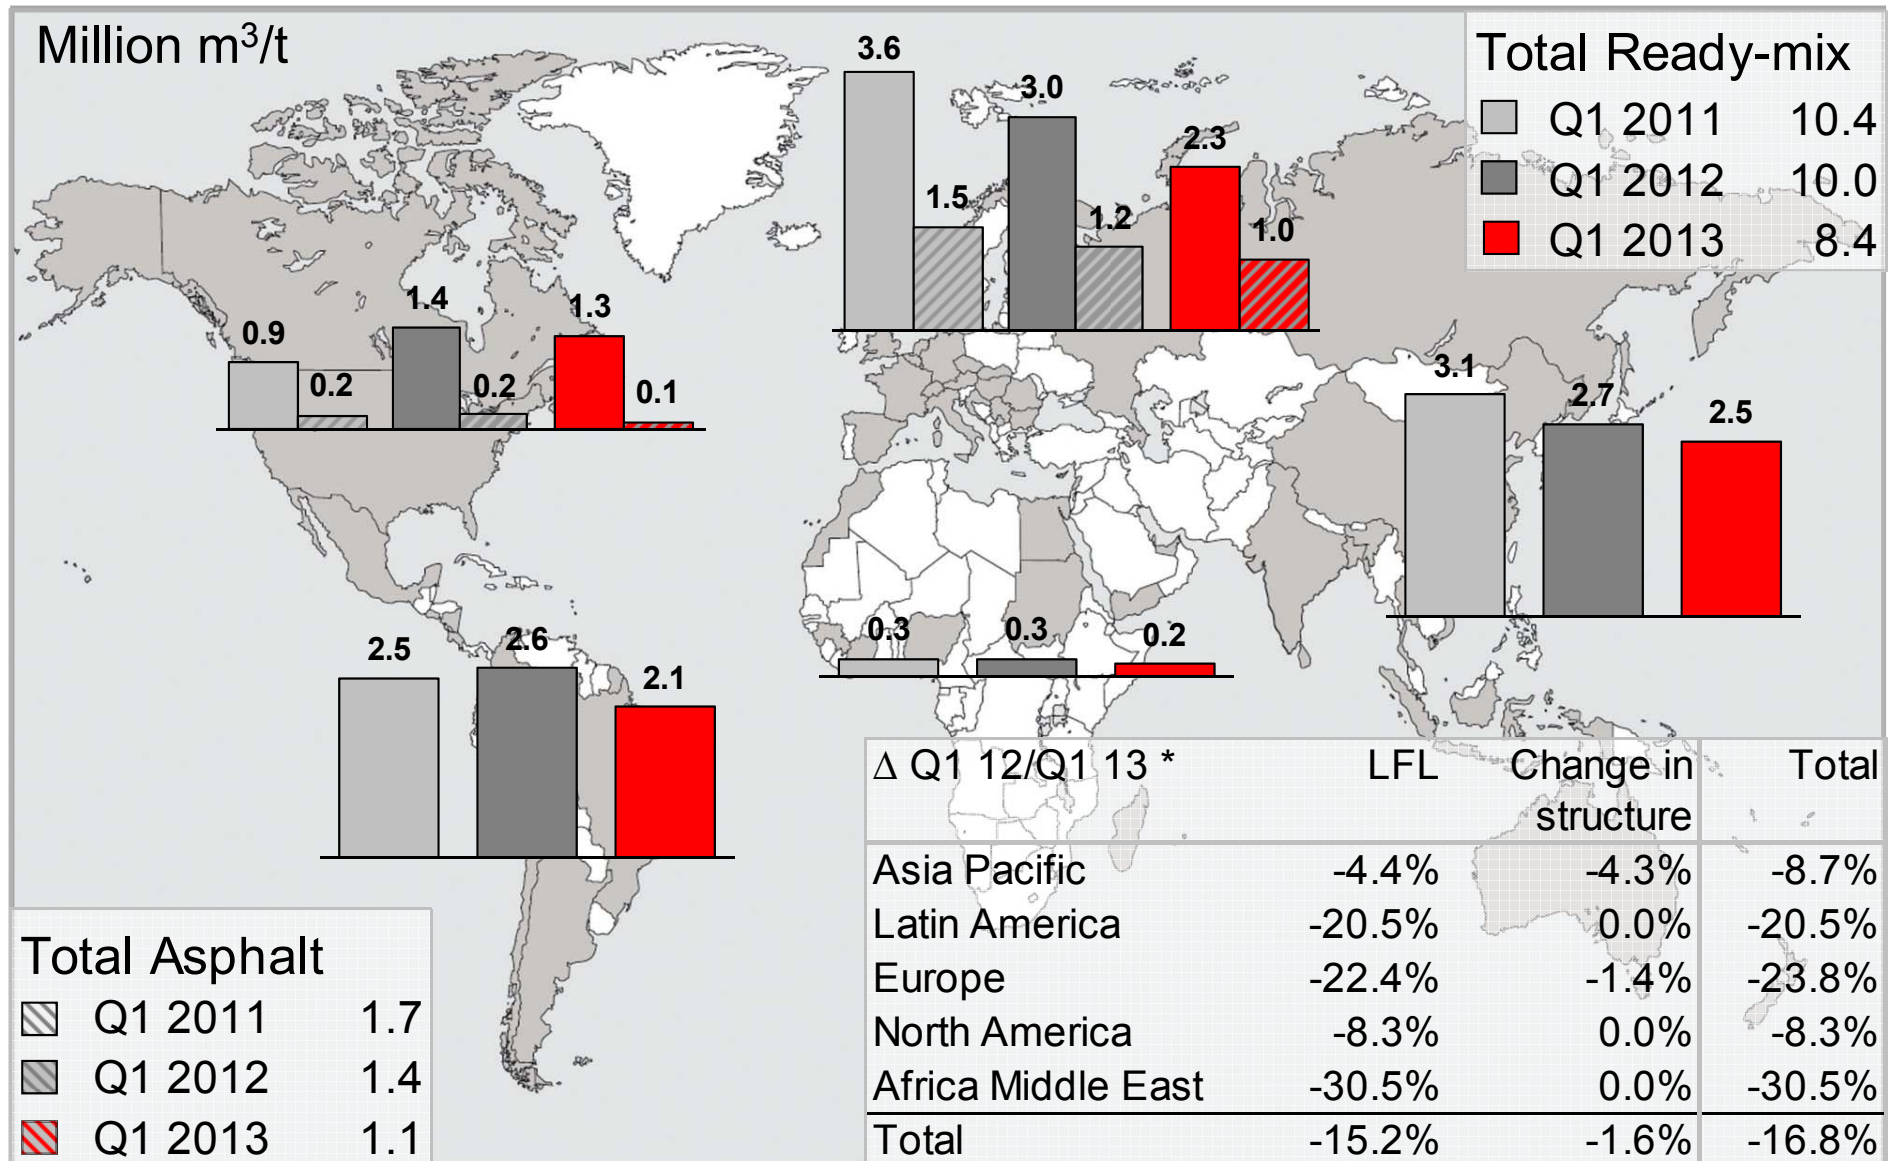 Million m³/t
Total Ready-mix
Q1 2011 10.4
Q1 2012 10.0
Q1 2013 8.4
3.6
1.5
3.0
1.2
2.3
1.0
0.9
0.2
1.4
0.2
1.3
0.1
3.1
2.7
2.5
2.5
2.6
2.1
0.3
0.3
0.2
Total Asphalt
Q1 2011 1.7
Q1 2012 1.4
Q1 2013 1.1
Δ Q1 12/Q1 13 * LFL Change in Total
structure
Asia Pacific -4.4% -4.3% -8.7%
Latin America -20.5% 0.0% -20.5%
Europe -22.4% -1.4% -23.8%
North America -8.3% 0.0% -8.3%
Africa Middle East -30.5% 0.0% -30.5%
Total -15.2% -1.6% -16.8%